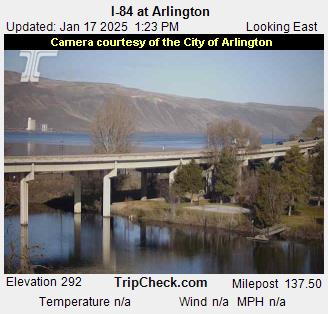 I-84 at Arlington
Updated: Jan 17 2025 1:23 PM Looking East
Camera courtesy of the City of Arlington
Elevation 292 TripCheck.com Milepost 137.50
Temperature n/a Wind n/a MPH n/a